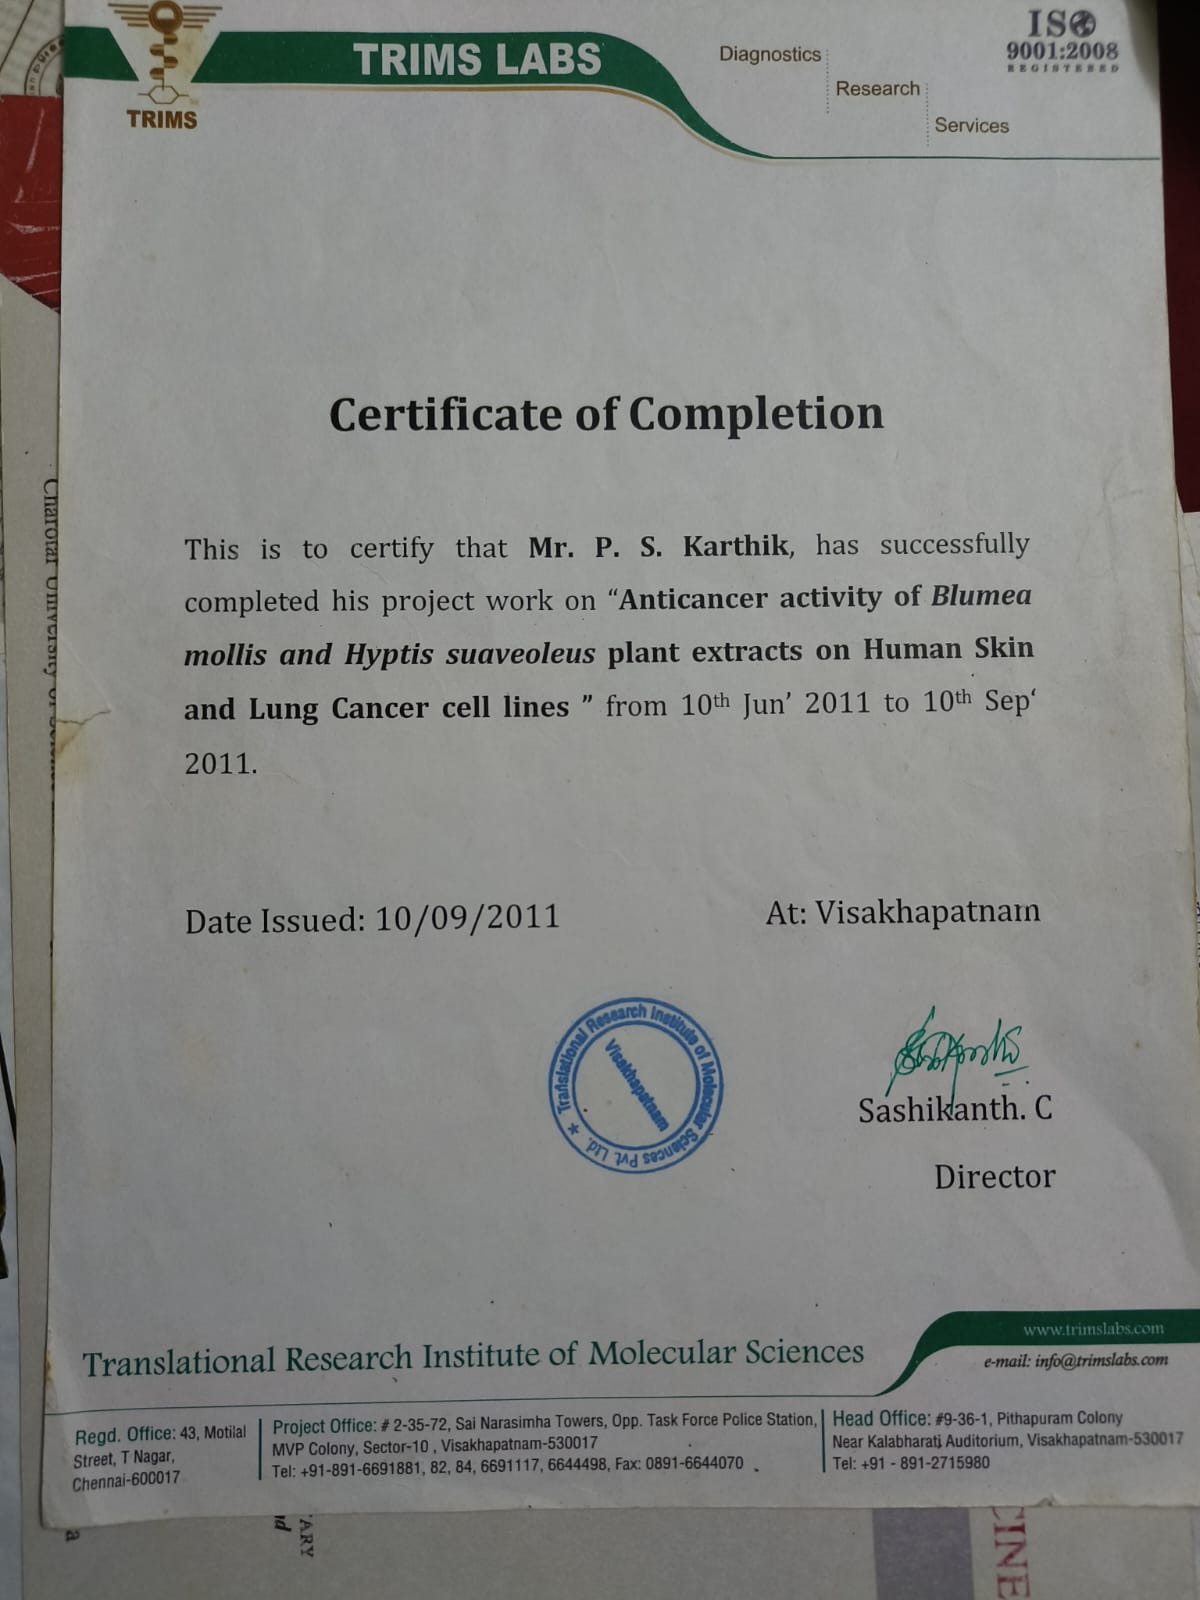 TRIMS LABS
TRIMS
Diagnostics
Research
Services
ISO
9001:2008
REGISTERED
Certificate of Completion
This is to certify that Mr. P. S. Karthik, has successfully
completed his project work on “Anticancer activity of Blumea
mollis and Hyptis suaveoleus plant extracts on Human Skin
and Lung Cancer cell lines ” from 10th Jun’ 2011 to 10th Sep‘
2011.
Date Issued: 10/09/2011
At: Visakhapatnam
Translational Research Institute of Molecular Sciences Pvt. Ltd.
Visakhapatnam
Sashikanth. C
Director
www.trimslabs.com
Translational Research Institute of Molecular Sciences
e-mail: info@trimslabs.com
Regd. Office: 43, Motilal
Street, T Nagar,
Chennai-600017
Project Office: # 2-35-72, Sai Narasimha Towers, Opp. Task Force Police Station,
MVP Colony, Sector-10 , Visakhapatnam-530017
Tel: +91-891-6691881, 82, 84, 6691117, 6644498, Fax: 0891-6644070
Head Office: #9-36-1, Pithapuram Colony
Near Kalabharati Auditorium, Visakhapatnam-530017
Tel: +91 - 891-2715980
Charotar University of